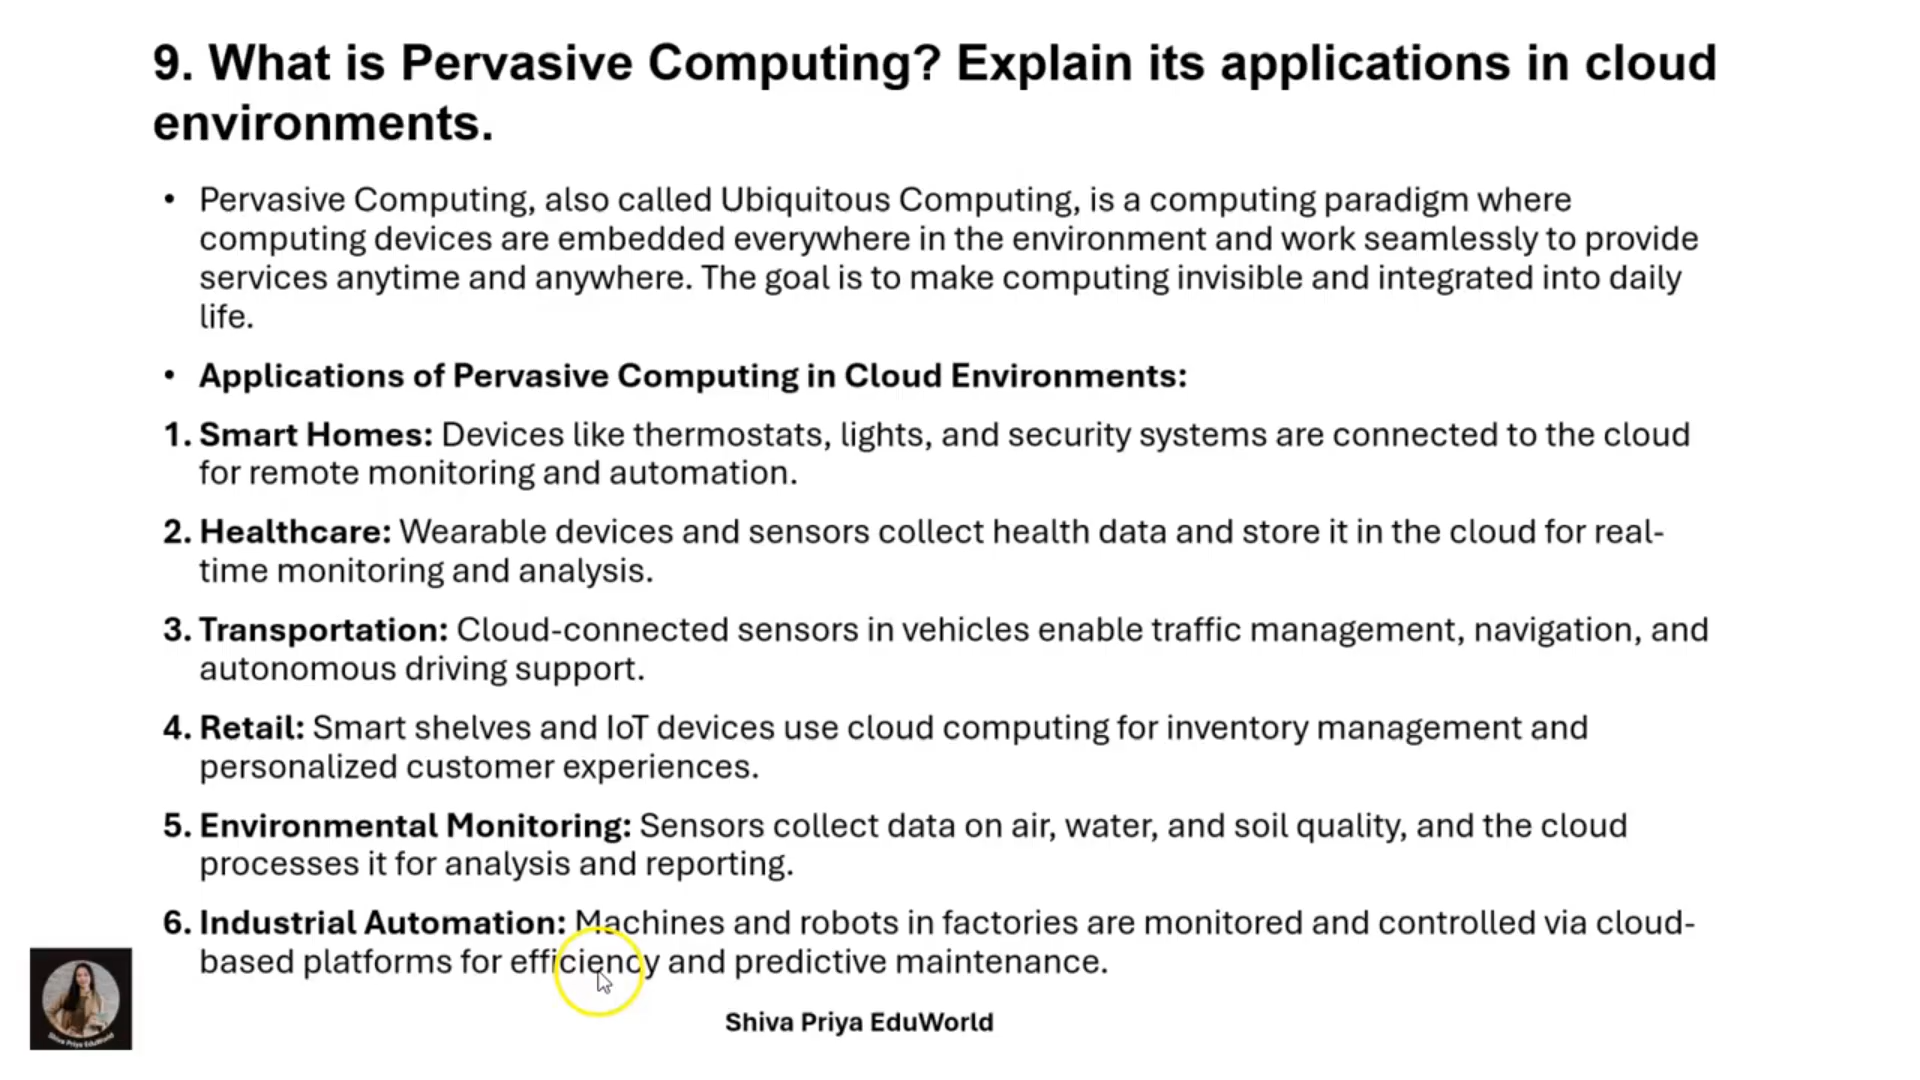 9. What is Pervasive Computing? Explain its applications in cloud
environments.
• Pervasive Computing, also called Ubiquitous Computing, is a computing paradigm where
computing devices are embedded everywhere in the environment and work seamlessly to provide
services anytime and anywhere. The goal is to make computing invisible and integrated into daily
life.
• Applications of Pervasive Computing in Cloud Environments:
1. Smart Homes: Devices like thermostats, lights, and security systems are connected to the cloud
for remote monitoring and automation.
2. Healthcare: Wearable devices and sensors collect health data and store it in the cloud for real-
time monitoring and analysis.
3. Transportation: Cloud-connected sensors in vehicles enable traffic management, navigation, and
autonomous driving support.
4. Retail: Smart shelves and IoT devices use cloud computing for inventory management and
personalized customer experiences.
5. Environmental Monitoring: Sensors collect data on air, water, and soil quality, and the cloud
processes it for analysis and reporting.
6. Industrial Automation: Machines and robots in factories are monitored and controlled via cloud-
based platforms for efficiency and predictive maintenance.
Shiva Priya EduWorld
Shiva Priya EduWorld